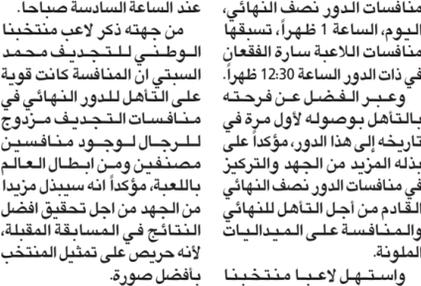 منافسات الدور نصف النهائي،
اليوم، الساعة 1 ظهراً، تسبقها
منافسات اللاعبة سارة الفقعان
في ذات الدور الساعة 12:30 ظهراً.
وعبر الفضل عن فرحته
بالتأهل بوصوله لأول مرة في
تاريخه إلى هذا الدور، مؤكداً على
بذله المزيد من الجهد والتركيز
في منافسات الدور نصف النهائي
القادم من أجل التأهل للنهائي
والمنافسة على الميداليات
الملونة.
واستهل لاعبا منتخبنا
عند الساعة السادسة صباحاً.
من جهته ذكر لاعب منتخبنا
الوطني للتجديف محمد
السبتي ان المنافسة كانت قوية
على التأهل للدور النهائي في
منافسات التجديف مزدوج
للرجال لوجود منافسين
مصنفين ومن ابطال العالم
باللعبة، مؤكداً انه سيبذل مزيدا
من الجهد من اجل تحقيق افضل
النتائج في المسابقة المقبلة،
لأنه حريص على تمثيل المنتخب
بأفضل صورة.